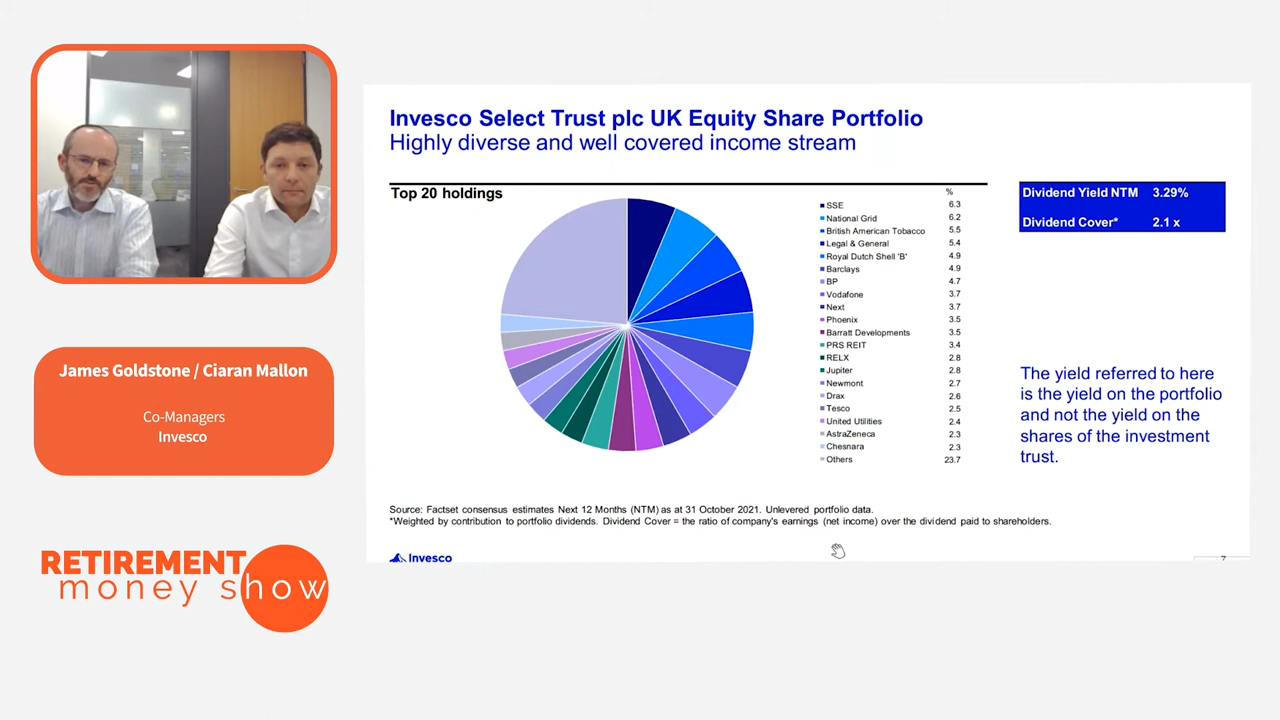 James Goldstone / Ciaran Mallon
Co-Managers
Invesco
RETIREMENT
money show
Invesco Select Trust plc UK Equity Share Portfolio
Highly diverse and well covered income stream
Top 20 holdings
%
SSE 6.3
National Grid 6.2
British American Tobacco 5.5
Legal & General 5.4
Royal Dutch Shell 'B' 4.9
Barclays 4.9
BP 4.7
Vodafone 3.7
Next 3.7
Phoenix 3.5
Barratt Developments 3.5
PRS REIT 3.4
RELX 2.8
Jupiter 2.8
Newmont 2.7
Drax 2.6
Tesco 2.5
United Utilities 2.4
AstraZeneca 2.3
Chesnara 2.3
Others 23.7
Dividend Yield NTM 3.29%
Dividend Cover* 2.1 x
The yield referred to here
is the yield on the portfolio
and not the yield on the
shares of the investment
trust.
Source: Factset consensus estimates Next 12 Months (NTM) as at 31 October 2021. Unlevered portfolio data.
*Weighted by contribution to portfolio dividends. Dividend Cover = the ratio of company's earnings (net income) over the dividend paid to shareholders.
Invesco